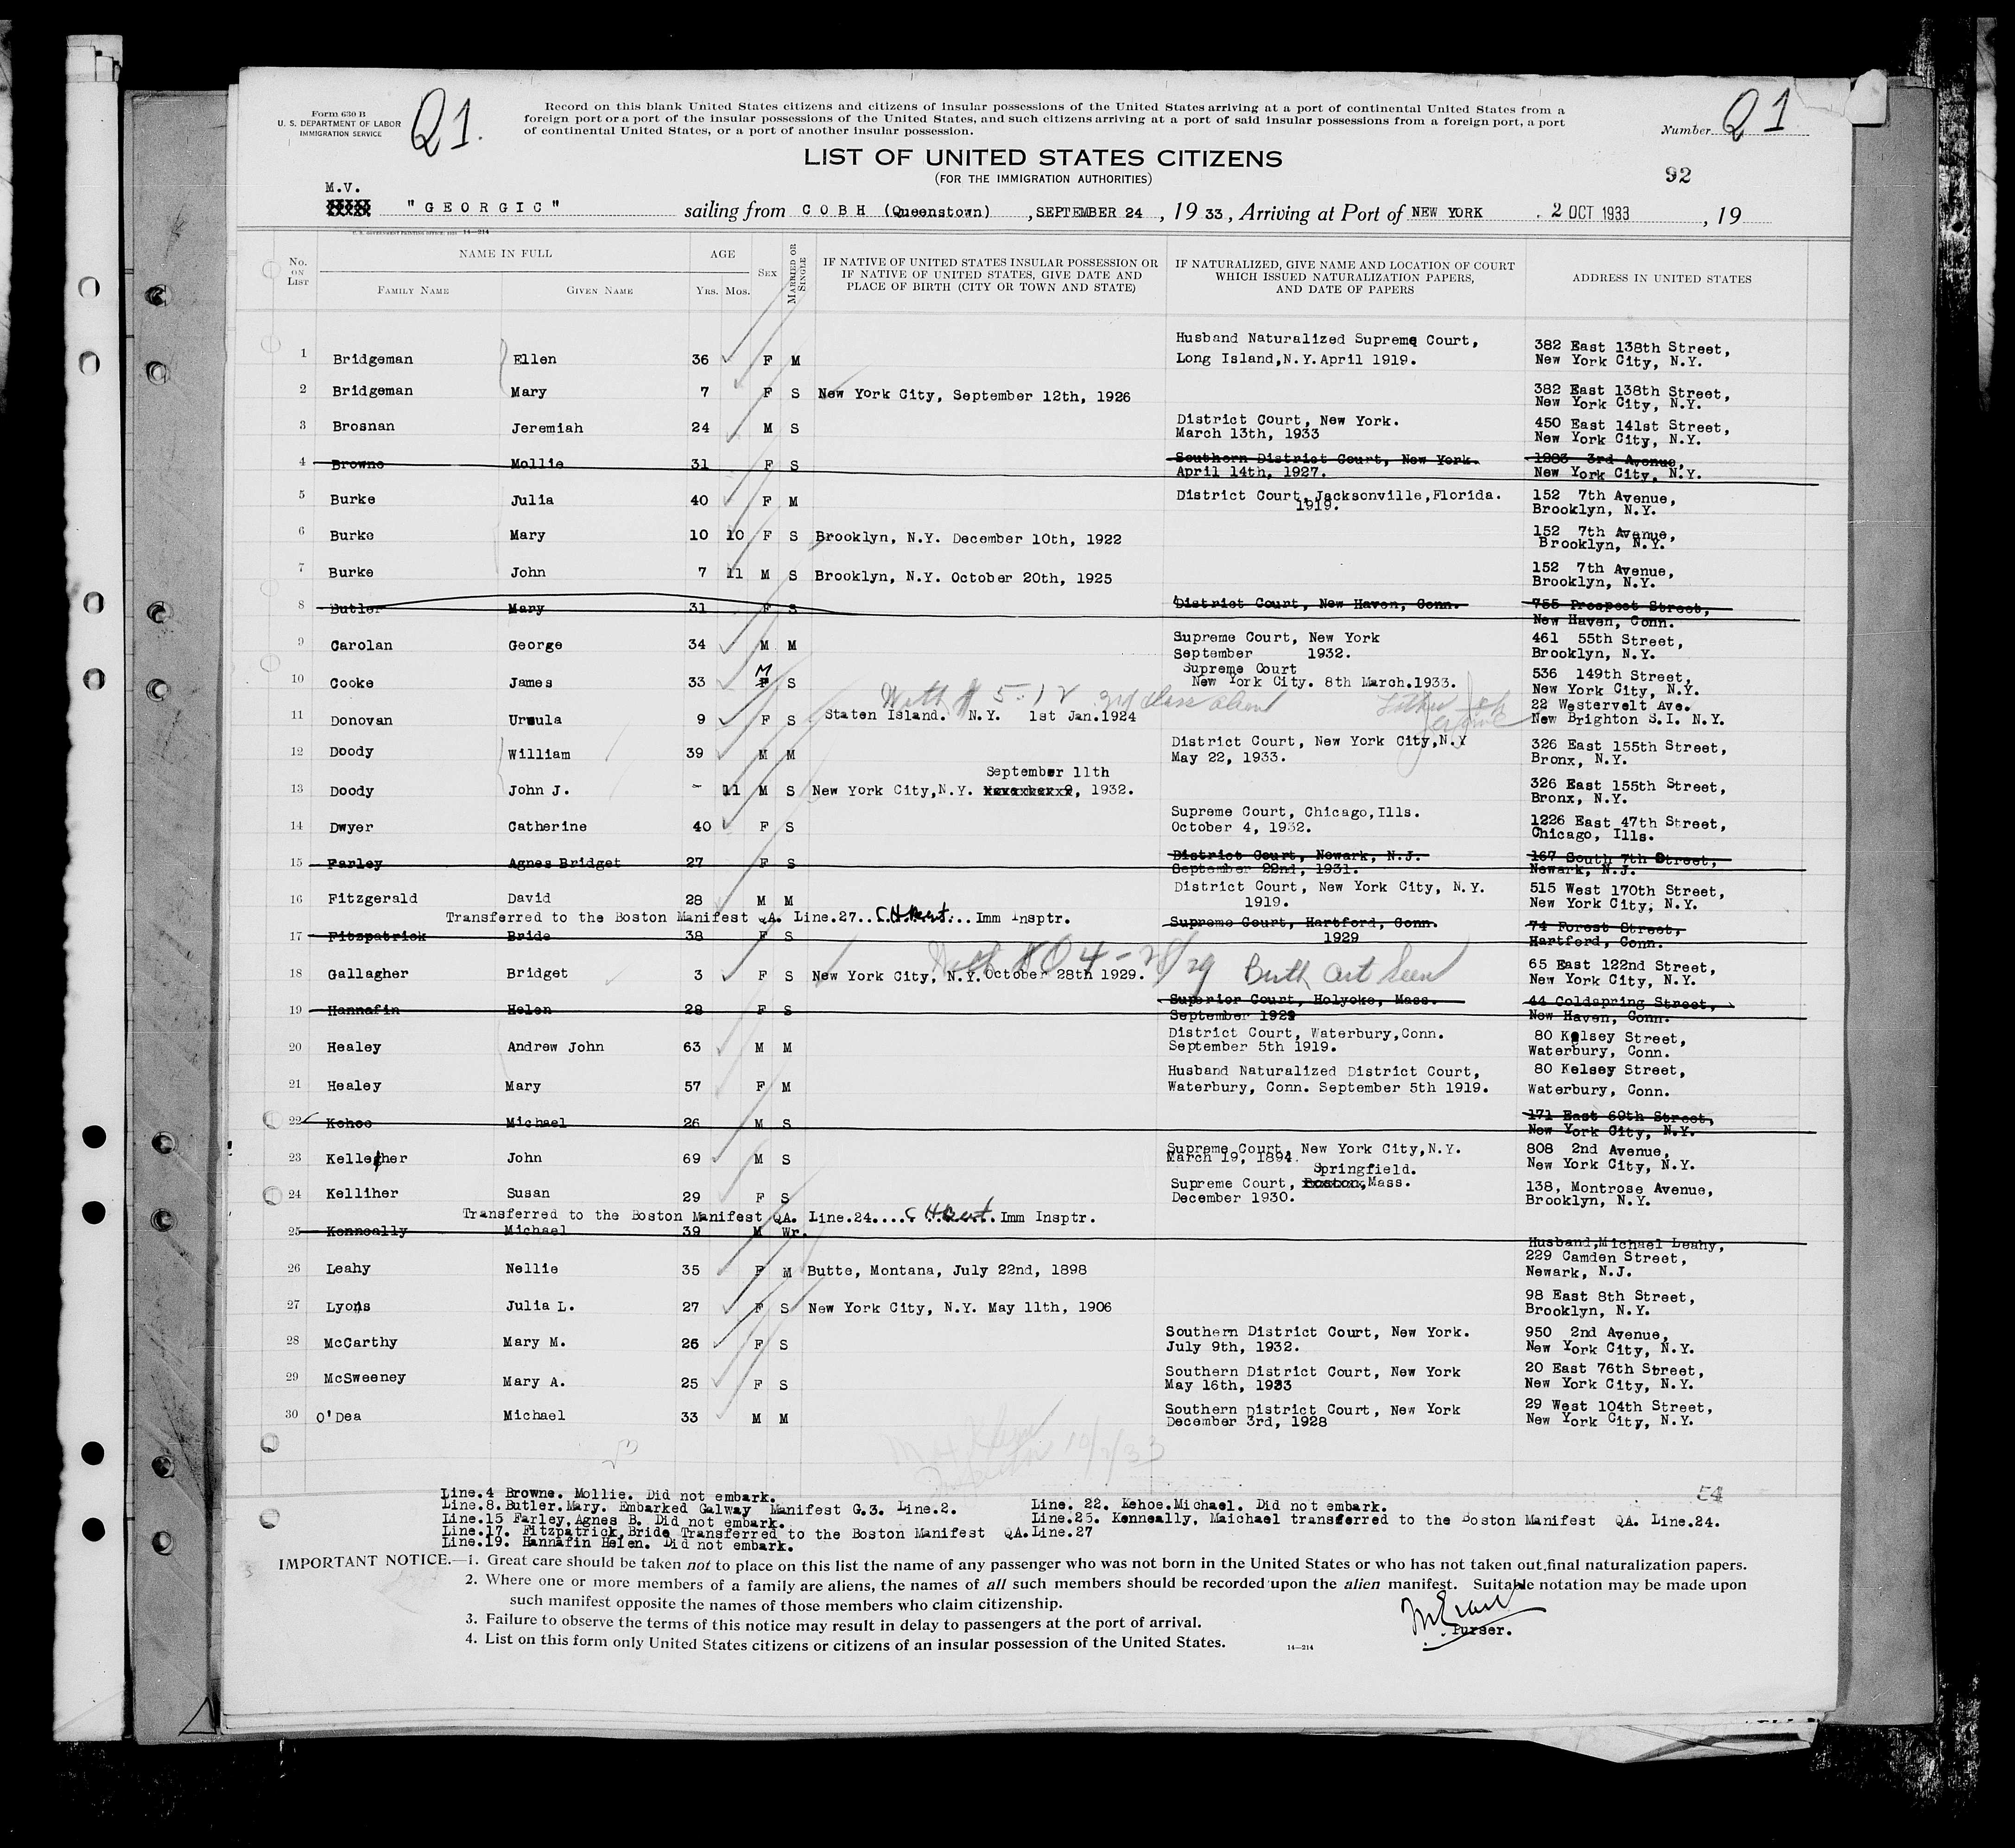 Form 630 B
U. S. DEPARTMENT OF LABOR
IMMIGRATION SERVICE
Q1.
Record on this blank United States citizens and citizens of insular possessions of the United States arriving at a port of continental United States from a
foreign port or a port of the insular possessions of the United States, and such citizens arriving at a port of said insular possessions from a foreign port, a port
of continental United States, or a port of another insular possession.
Number Q1
LIST OF UNITED STATES CITIZENS
(FOR THE IMMIGRATION AUTHORITIES)
92
M.V.
"GEORGIC" sailing from COBH (Queenstown), SEPTEMBER 24, 1933, Arriving at Port of NEW YORK. 2 OCT 1933, 19
U. S. GOVERNMENT PRINTING OFFICE 14—214
No. ON LIST
NAME IN FULL
FAMILY NAME GIVEN NAME
AGE
YRS. MOS.
SEX
MARRIED OR SINGLE
IF NATIVE OF UNITED STATES INSULAR POSSESSION OR
IF NATIVE OF UNITED STATES, GIVE DATE AND
PLACE OF BIRTH (CITY OR TOWN AND STATE)
IF NATURALIZED, GIVE NAME AND LOCATION OF COURT
WHICH ISSUED NATURALIZATION PAPERS,
AND DATE OF PAPERS
ADDRESS IN UNITED STATES
Husband Naturalized Supreme Court, 382 East 138th Street,
1 Bridgeman Ellen 36 F M Long Island,N.Y.April 1919. New York City, N.Y.
382 East 138th Street,
2 Bridgeman Mary 7 F S New York City, September 12th, 1926 New York City, N.Y.
District Court, New York. 450 East 141st Street,
3 Brosnan Jeremiah 24 M S March 13th, 1933 New York City, N.Y.
Southern District Court, New York. 1283 3rd Avenue,
4 Browne Mollie 31 F S April 14th, 1927. New York City, N.Y.
5 Burke Julia 40 F M District Court, Jacksonville,Florida. 152 7th Avenue,
1919. Brooklyn, N.Y.
152 7th Avenue,
6 Burke Mary 10 10 F S Brooklyn, N.Y. December 10th, 1922 Brooklyn, N.Y.
152 7th Avenue,
7 Burke John 7 11 M S Brooklyn, N.Y. October 20th, 1925 Brooklyn, N.Y.
8 Butler Mary 31 F S District Court, New Haven, Conn. 755 Prospect Street,
New Haven, Conn.
Supreme Court, New York 461 55th Street,
9 Carolan George 34 M M September 1932. Brooklyn, N.Y.
M Supreme Court 536 149th Street,
10 Cooke James 33 F S New York City. 8th March.1933. New York City, N.Y.
3rd class alien
22 Westervelt Ave.
11 Donovan Ursula 9 F S Staten Island. N.Y. 1st Jan.1924 New Brighton S.I. N.Y.
District Court, New York City,N.Y 326 East 155th Street,
12 Doody William 39 M M May 22, 1933. Bronx, N.Y.
September 11th 326 East 155th Street,
13 Doody John J. - 11 M S New York City,N.Y. 1932. Bronx, N.Y.
Supreme Court, Chicago,Ills. 1226 East 47th Street,
14 Dwyer Catherine 40 F S October 4, 1932. Chicago, Ills.
District Court, Newark, N.J. 167 South 7th Street,
15 Farley Agnes Bridget 27 F S September 22nd, 1931. Newark, N.J.
16 Fitzgerald David 28 M M District Court, New York City, N.Y. 515 West 170th Street,
1919. New York City, N.Y.
Transferred to the Boston Manifest QA. Line.27........ Imm Insptr.
Supreme Court, Hartford, Conn. 74 Forest Street,
17 Fitzpatrick Bride 38 F S 1929 Hartford, Conn.
Birth Cert Seen
65 East 122nd Street,
18 Gallagher Bridget 3 F S New York City, N.Y.October 28th 1929. New York City, N.Y.
Superior Court, Holyoke, Mass. 44 Coldspring Street,
19 Hannafin Helen 28 F S September 1929 New Haven, Conn.
District Court, Waterbury,Conn. 80 Kelsey Street,
20 Healey Andrew John 63 M M September 5th 1919. Waterbury, Conn.
Husband Naturalized District Court, 80 Kelsey Street,
21 Healey Mary 57 F M Waterbury, Conn. September 5th 1919. Waterbury, Conn.
171 East 69th Street,
22 Kehoe Michael 26 M S New York City, N.Y.
Supreme Court, New York City,N.Y. 808 2nd Avenue,
23 Kellegher John 69 M S March 19, 1894. New York City, N.Y.
Springfield.
Supreme Court, Boston, Mass. 138, Montrose Avenue,
24 Kelliher Susan 29 F S December 1930. Brooklyn, N.Y.
Transferred to the Boston Manifest QA. Line.24........ Imm Insptr.
25 Kenneally Michael 39 M Wr.
Husband,Michael Leahy,
229 Camden Street,
26 Leahy Nellie 35 F M Butte, Montana, July 22nd, 1898 Newark, N.J.
98 East 8th Street,
27 Lyons Julia L. 27 F S New York City, N.Y. May 11th, 1906 Brooklyn, N.Y.
Southern District Court, New York. 950 2nd Avenue,
28 McCarthy Mary M. 26 F S July 9th, 1932. New York City, N.Y.
Southern District Court, New York 20 East 76th Street,
29 McSweeney Mary A. 25 F S May 16th, 1933 New York City, N.Y.
Southern District Court, New York 29 West 104th Street,
30 O'Dea Michael 33 M M December 3rd, 1928 New York City, N.Y.
10/2/33
54
Line.4 Browne. Mollie. Did not embark.
Line.8. Butler.Mary. Embarked Galway Manifest G.3. Line.2.
Line.15 Farley,Agnes B. Did not embark.
Line.17. Fitzpatrick,Bride Transferred to the Boston Manifest QA.Line.27
Line.19. Hannafin Helen. Did not embark.
Line. 22. Kehoe.Michael. Did not embark.
Line.25. Kenneally, Maichael transferred to the Boston Manifest QA. Line.24.
IMPORTANT NOTICE.—1. Great care should be taken not to place on this list the name of any passenger who was not born in the United States or who has not taken out final naturalization papers.
2. Where one or more members of a family are aliens, the names of all such members should be recorded upon the alien manifest. Suitable notation may be made upon
such manifest opposite the names of those members who claim citizenship.
3. Failure to observe the terms of this notice may result in delay to passengers at the port of arrival.
4. List on this form only United States citizens or citizens of an insular possession of the United States.
Purser.
14—214